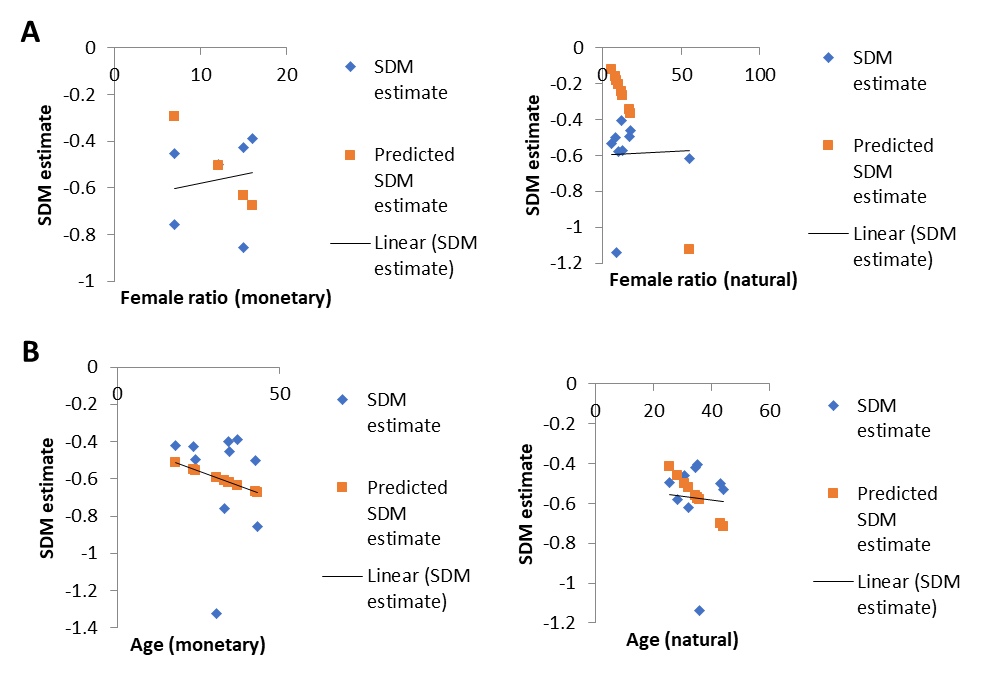 A
0
0
10
20
-0.2
-0.4
-0.6
-0.8
-1
SDM estimate
Female ratio (monetary)
SDM
estimate
Predicted
SDM
estimate
Linear (SDM
estimate)
0
0
50
100
-0.2
-0.4
-0.6
-0.8
-1
-1.2
SDM estimate
Female ratio (natural)
SDM
estimate
Predicted
SDM
estimate
Linear (SDM
estimate)
B
0
0
50
-0.2
-0.4
-0.6
-0.8
-1
-1.2
-1.4
SDM estimate
Age (monetary)
SDM
estimate
Predicted
SDM
estimate
Linear (SDM
estimate)
0
0
20
40
60
-0.2
-0.4
-0.6
-0.8
-1
-1.2
SDM estimate
Age (natural)
SDM
estimate
Predicted
SDM
estimate
Linear (SDM
estimate)